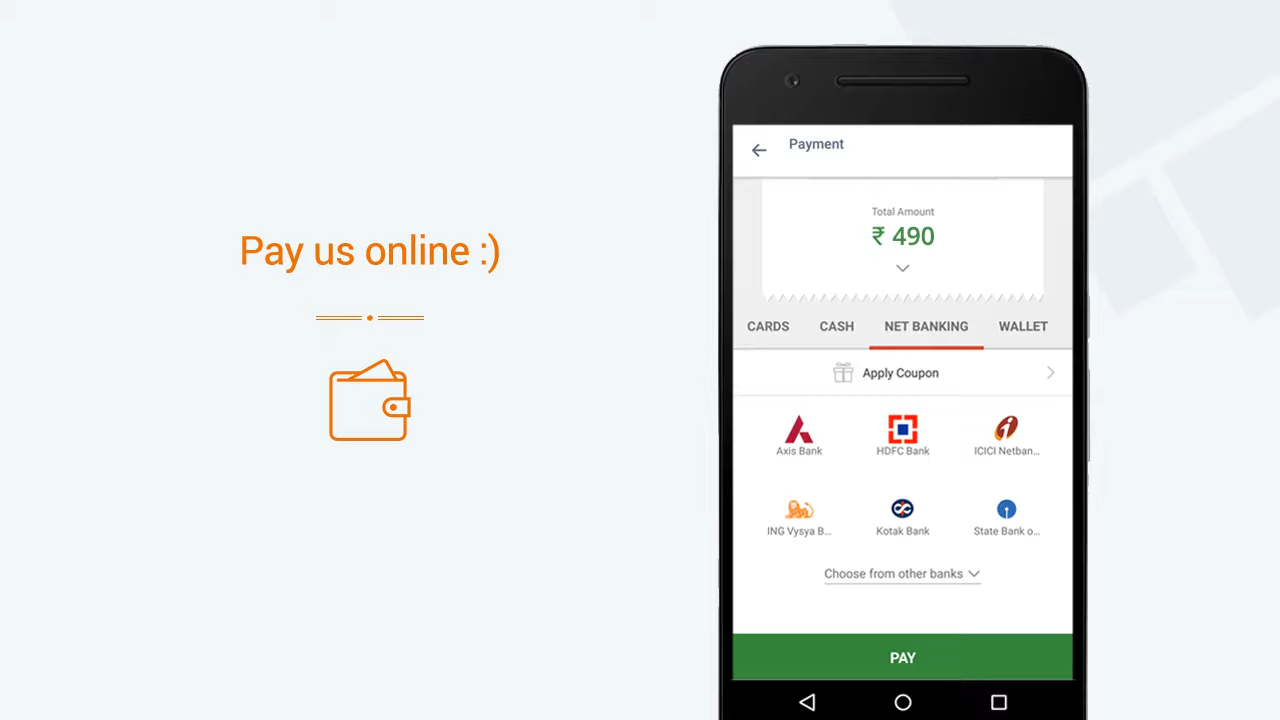 Pay us online :)
Payment
Total Amount
₹ 490
CARDS CASH NET BANKING WALLET
Apply Coupon
Axis Bank HDFC Bank ICICI Netban...
ING Vysya B... Kotak Bank State Bank o...
Choose from other banks
PAY